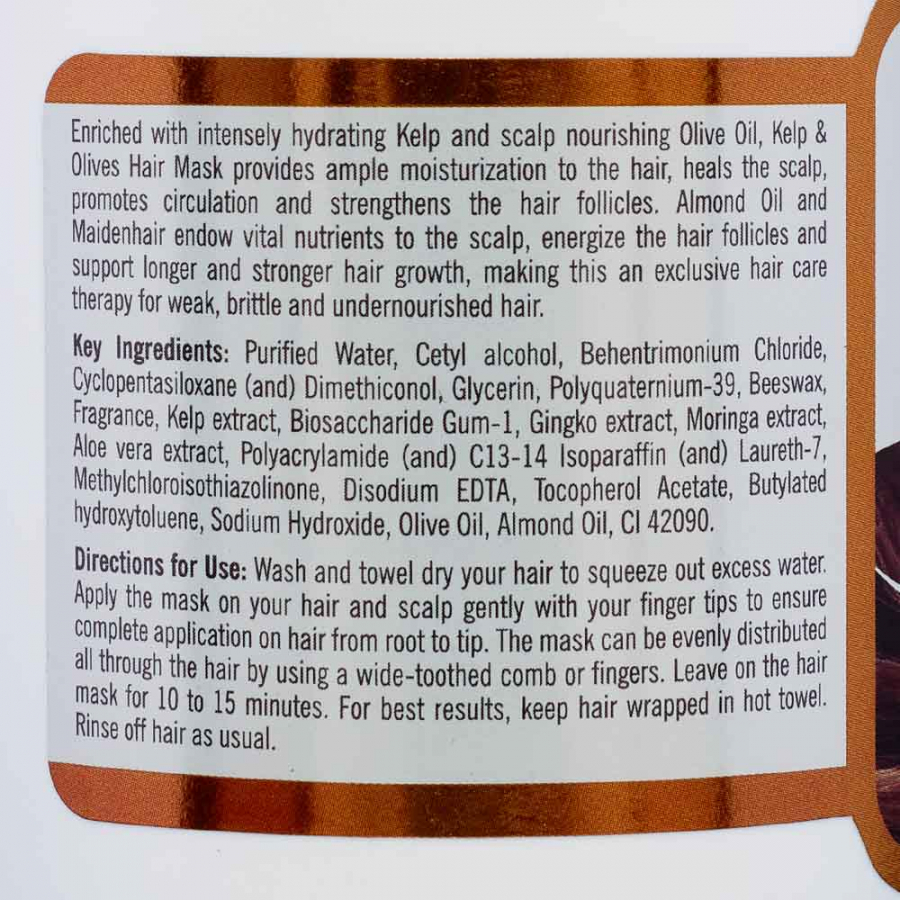 Enriched with intensely hydrating Kelp and scalp nourishing Olive Oil, Kelp &
Olives Hair Mask provides ample moisturization to the hair, heals the scalp,
promotes circulation and strengthens the hair follicles. Almond Oil and
Maidenhair endow vital nutrients to the scalp, energize the hair follicles and
support longer and stronger hair growth, making this an exclusive hair care
therapy for weak, brittle and undernourished hair.
Key Ingredients: Purified Water, Cetyl alcohol, Behentrimonium Chloride,
Cyclopentasiloxane (and) Dimethiconol, Glycerin, Polyquaternium-39, Beeswax,
Fragrance, Kelp extract, Biosaccharide Gum-1, Gingko extract, Moringa extract,
Aloe vera extract, Polyacrylamide (and) C13-14 Isoparaffin (and) Laureth-7,
Methylchloroisothiazolinone, Disodium EDTA, Tocopherol Acetate, Butylated
hydroxytoluene, Sodium Hydroxide, Olive Oil, Almond Oil, CI 42090.
Directions for Use: Wash and towel dry your hair to squeeze out excess water.
Apply the mask on your hair and scalp gently with your finger tips to ensure
complete application on hair from root to tip. The mask can be evenly distributed
all through the hair by using a wide-toothed comb or fingers. Leave on the hair
mask for 10 to 15 minutes. For best results, keep hair wrapped in hot towel.
Rinse off hair as usual.